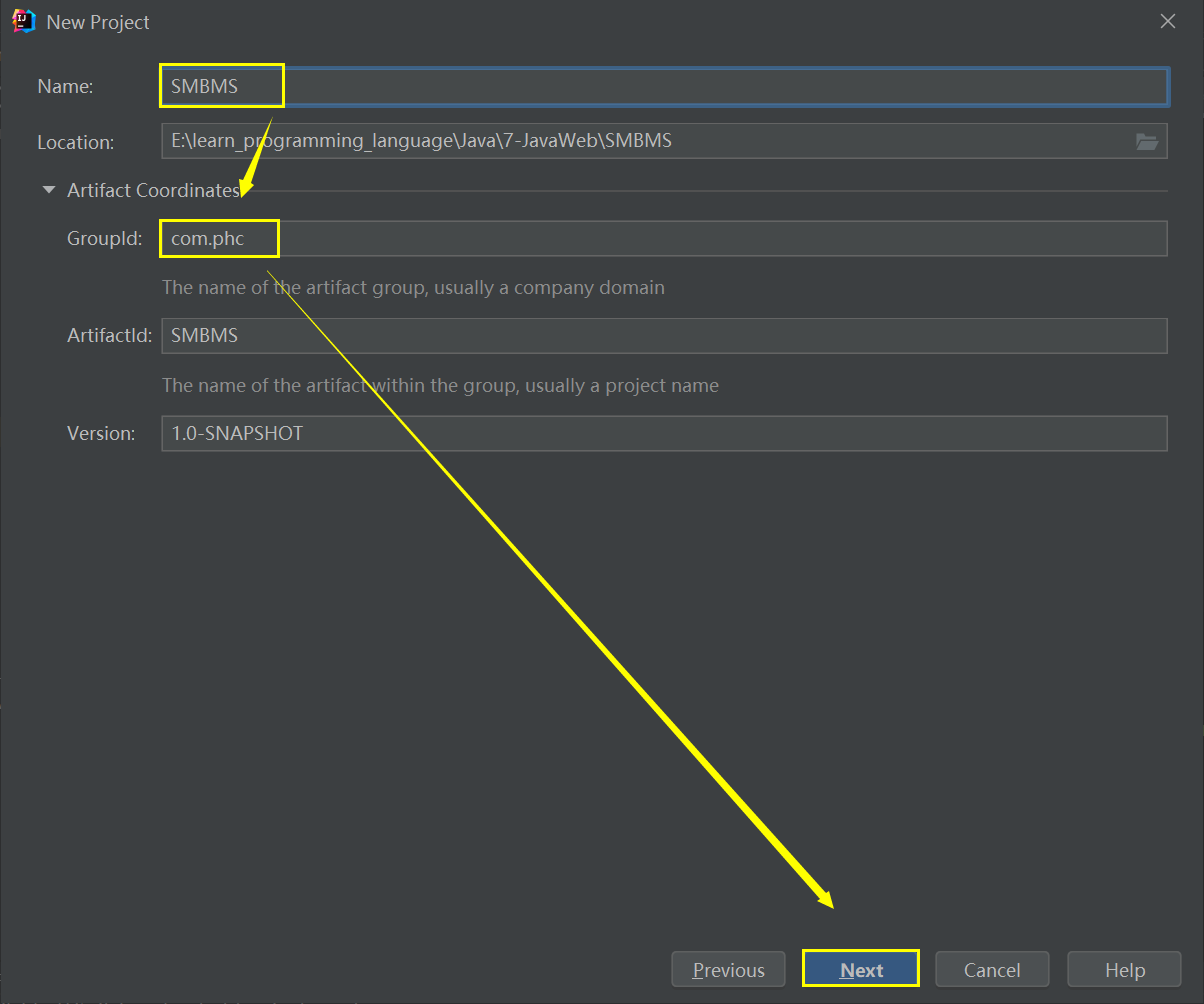 New Project
Name: SMBMS
Location: E:\learn_programming_language\Java\7-JavaWeb\SMBMS
Artifact Coordinates
GroupId: com.phc
The name of the artifact group, usually a company domain
ArtifactId: SMBMS
The name of the artifact within the group, usually a project name
Version: 1.0-SNAPSHOT
Previous Next Cancel Help